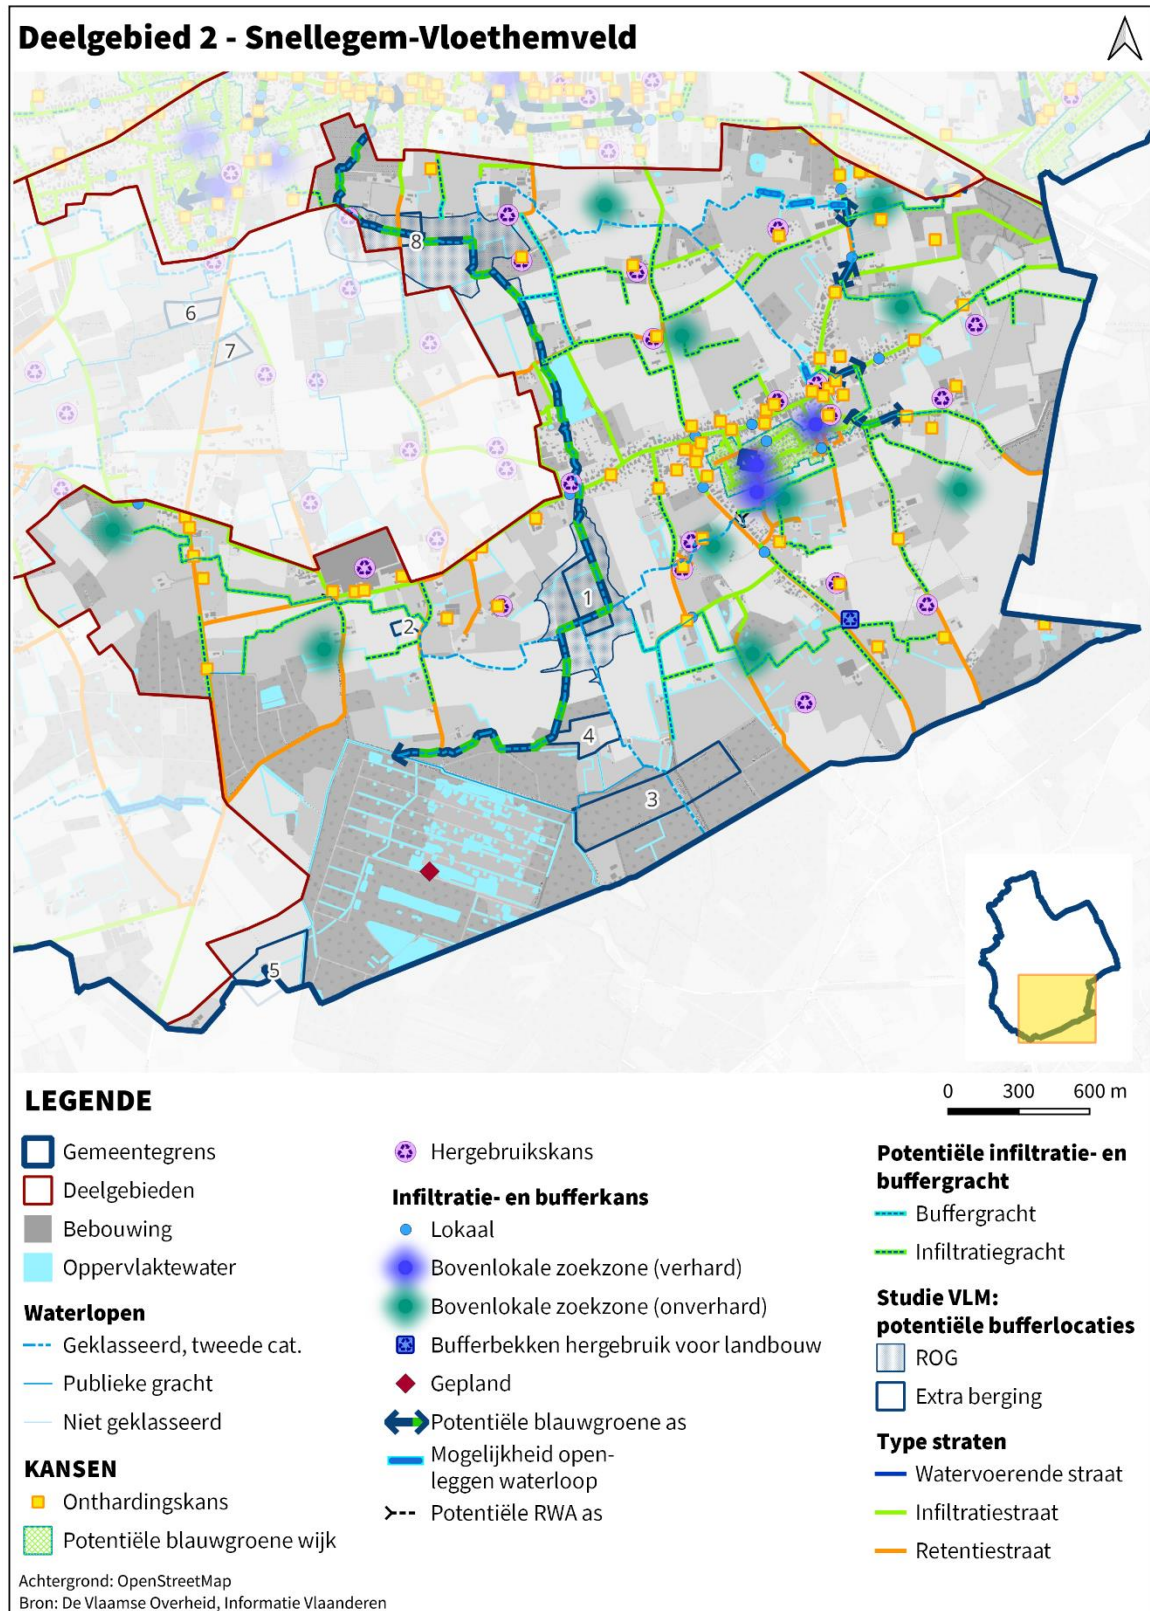 Deelgebied 2 - Snellegem-Vloethemveld
8
6
7
1
2
4
3
5
LEGENDE
0 300 600 m
Gemeentegrens
Deelgebieden
Bebouwing
Oppervlaktewater
Waterlopen
Geklasseerd, tweede cat.
Publieke gracht
Niet geklasseerd
KANSEN
Onthardingskans
Potentiële blauwgroene wijk
Hergebruikskans
Infiltratie- en bufferkans
Lokaal
Bovenlokale zoekzone (verhard)
Bovenlokale zoekzone (onverhard)
Bufferbekken hergebruik voor landbouw
Gepland
Potentiële blauwgroene as
Mogelijkheid open-
leggen waterloop
Potentiële RWA as
Potentiële infiltratie- en
buffergracht
Buffergracht
Infiltratiegracht
Studie VLM:
potentiële bufferlocaties
ROG
Extra berging
Type straten
Watervoerende straat
Infiltratiestraat
Retentiestraat
Achtergrond: OpenStreetMap
Bron: De Vlaamse Overheid, Informatie Vlaanderen